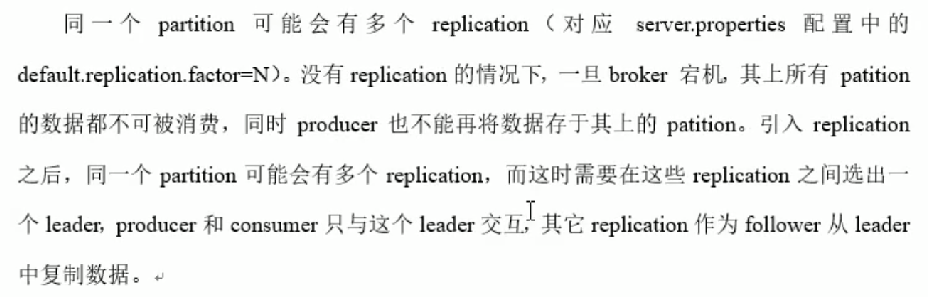 同一个 partition 可能会有多个 replication（对应 server.properties 配置中的
default.replication.factor=N）。没有 replication 的情况下，一旦 broker 宕机，其上所有 patition
的数据都不可被消费，同时 producer 也不能再将数据存于其上的 patition。引入 replication
之后，同一个 partition 可能会有多个 replication，而这时需要在这些 replication 之间选出一
个 leader, producer 和 consumer 只与这个 leader 交互，其它 replication 作为 follower 从 leader
中复制数据。